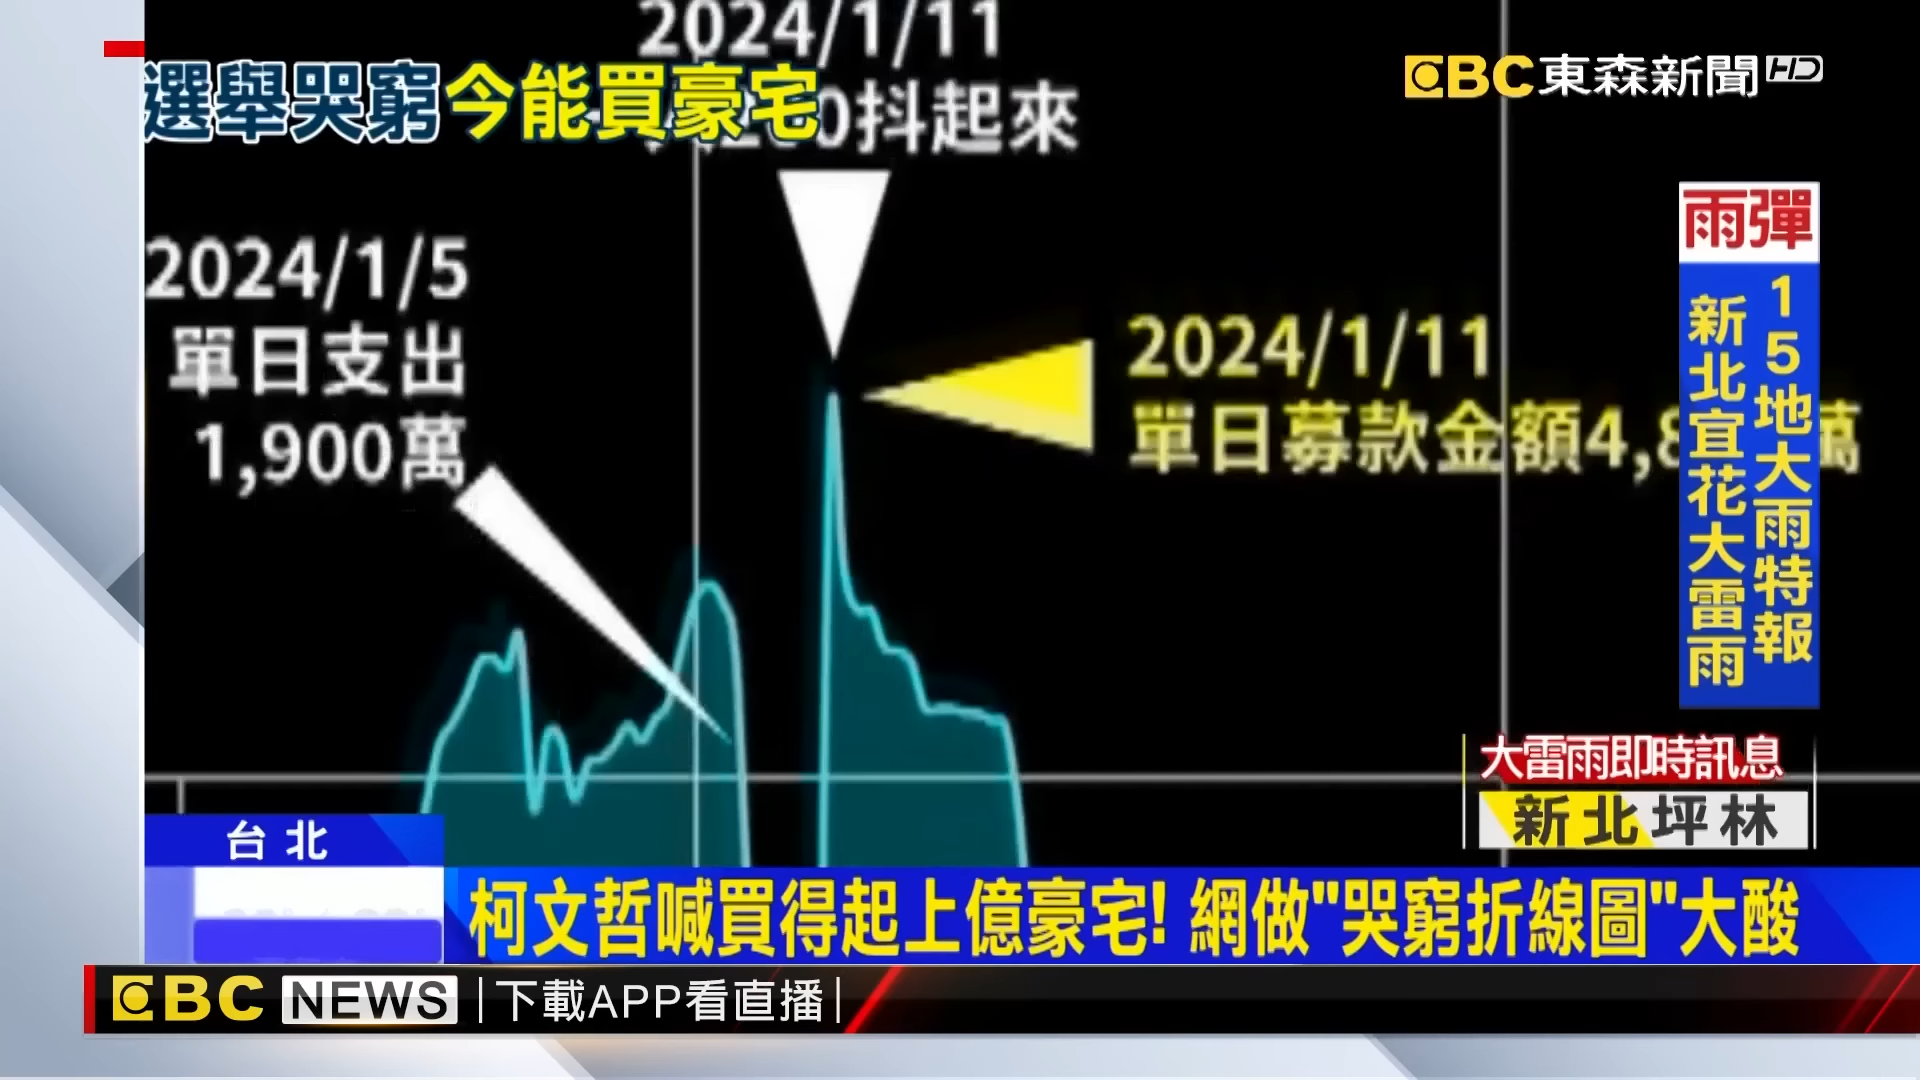 2024/1/11
選舉哭窮 今能買豪宅
0抖起來
EBC 東森新聞 HD
2024/1/5
單日支出
1,900萬
2024/1/11
單日募款金額4,8 萬
雨彈
15地大雨特報
新北宜花大雷雨
大雷雨即時訊息
新北坪林
台北
柯文哲喊買得起上億豪宅! 網做"哭窮折線圖"大酸
EBC NEWS 下載APP看直播